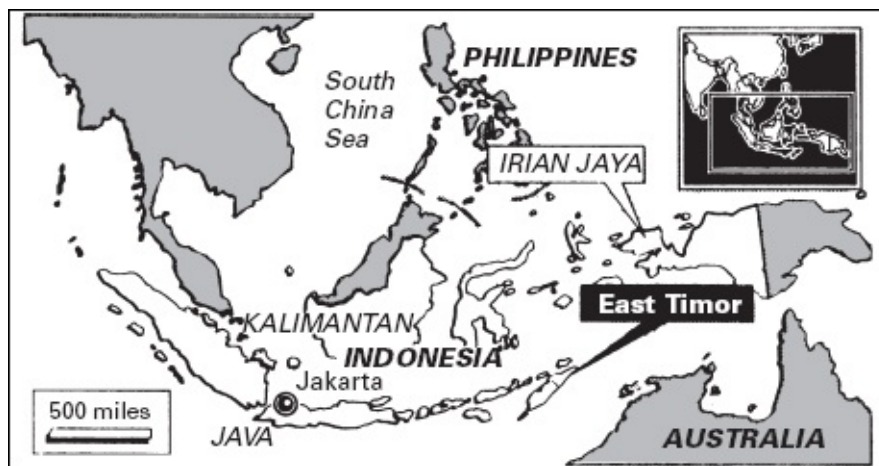 PHILIPPINES
South
China
Sea
IRIAN JAYA
East Timor
KALIMANTAN
INDONESIA
Jakarta
500 miles
JAVA
AUSTRALIA